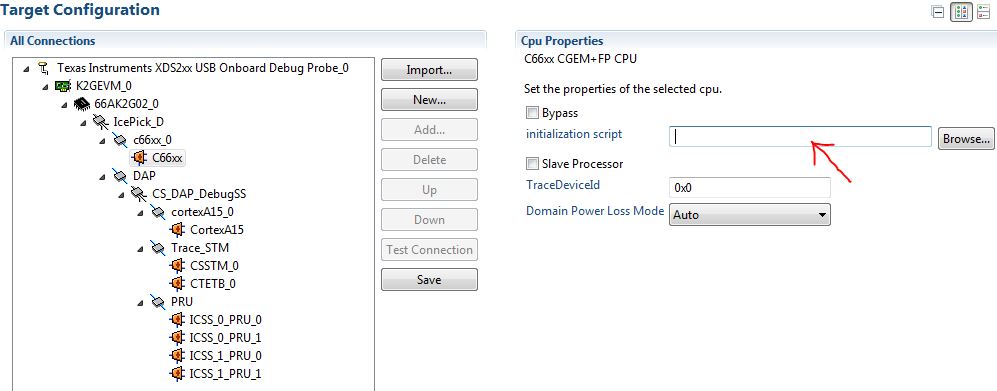 Target Configuration
All Connections
Texas Instruments XDS2xx USB Onboard Debug Probe_0
K2GEVM_0
66AK2G02_0
IcePick_D
c66xx_0
C66xx
DAP
CS_DAP_DebugSS
cortexA15_0
CortexA15
Trace_STM
CSSTM_0
CTETB_0
PRU
ICSS_0_PRU_0
ICSS_0_PRU_1
ICSS_1_PRU_0
ICSS_1_PRU_1
Import...
New...
Add...
Delete
Up
Down
Test Connection
Save
Cpu Properties
C66xx CGEM+FP CPU
Set the properties of the selected cpu.
Bypass
initialization script Browse...
Slave Processor
TraceDeviceId 0x0
Domain Power Loss Mode Auto